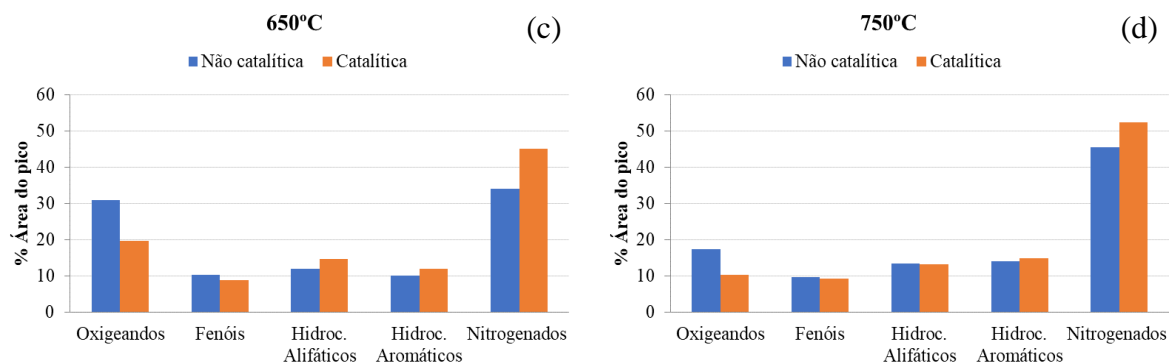 650ºC
(c)
Não catalítica Catalítica
% Área do pico
60
50
40
30
20
10
0
Oxigeandos Fenóis Hidroc. Alifáticos Hidroc. Aromáticos Nitrogenados
750ºC
(d)
Não catalítica Catalítica
% Área do pico
60
50
40
30
20
10
0
Oxigeandos Fenóis Hidroc. Alifáticos Hidroc. Aromáticos Nitrogenados